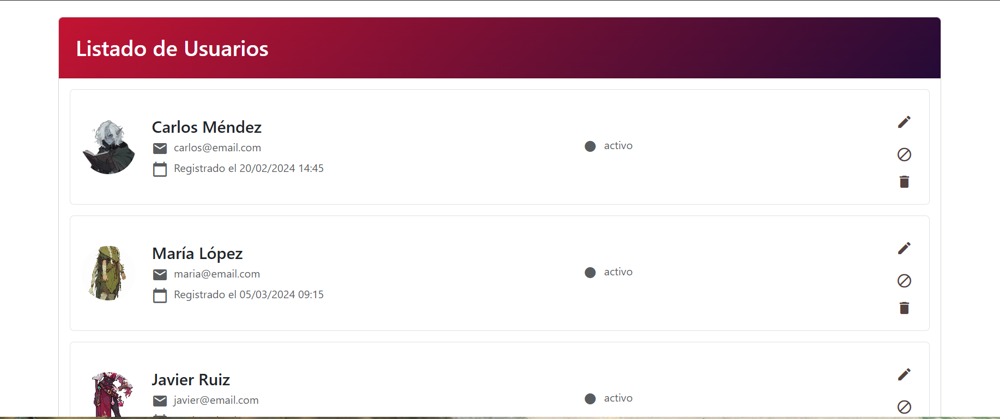 Listado de Usuarios
Carlos Méndez
carlos@email.com
activo
Registrado el 20/02/2024 14:45
María López
maria@email.com
activo
Registrado el 05/03/2024 09:15
Javier Ruiz
javier@email.com
activo